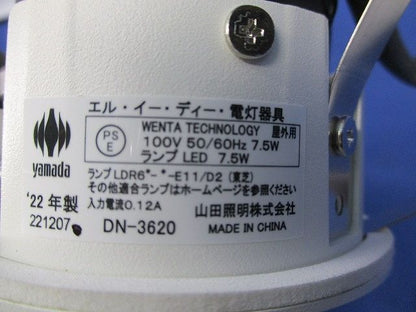 エル・イー・ディー・電灯器具
PS
E
WENTA TECHNOLOGY 屋外用
100V 50/60Hz 7.5W
ランプ LED 7.5W
yamada
ランプ LDR6*-*-E11/D2 (東芝)
'22 年製
その他適合ランプはホームページを参照ください
221207
入力電流0.12A
山田照明株式会社
DN-3620
MADE IN CHINA